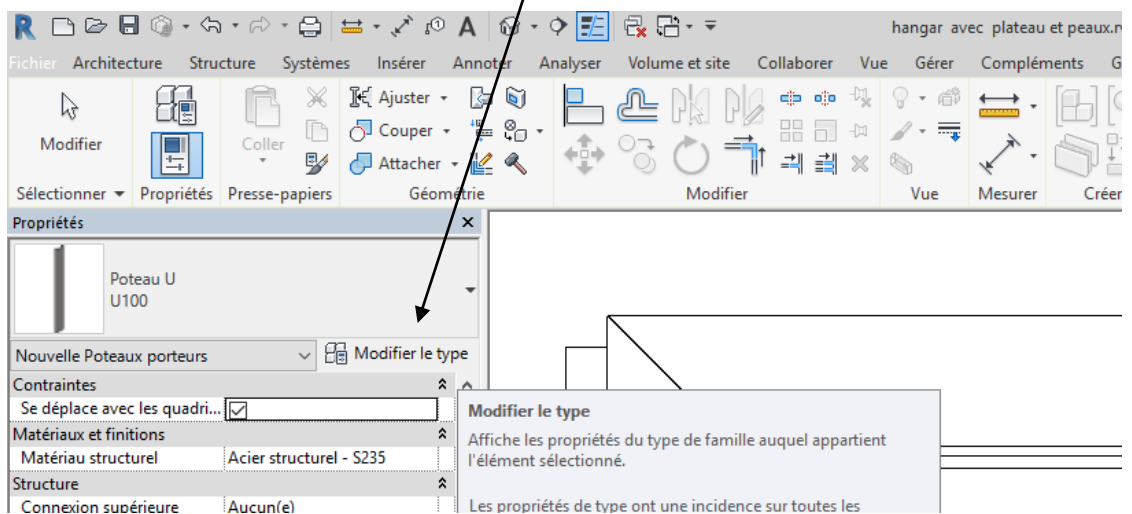 R A hangar avec plateau et peaux.r
Fichier Architecture Structure Systèmes Insérer Annoter Analyser Volume et site Collaborer Vue Gérer Compléments G
Modifier
Coller
Ajuster
Couper
Attacher
Sélectionner Propriétés Presse-papiers Géométrie Modifier Vue Mesurer Créer
Propriétés
Poteau U
U100
Nouvelle Poteaux porteurs Modifier le type
Contraintes
Se déplace avec les quadri...
Matériaux et finitions
Matériau structurel Acier structurel - S235
Structure
Connexion supérieure Aucun(e)
Modifier le type
Affiche les propriétés du type de famille auquel appartient
l'élément sélectionné.
Les propriétés de type ont une incidence sur toutes les